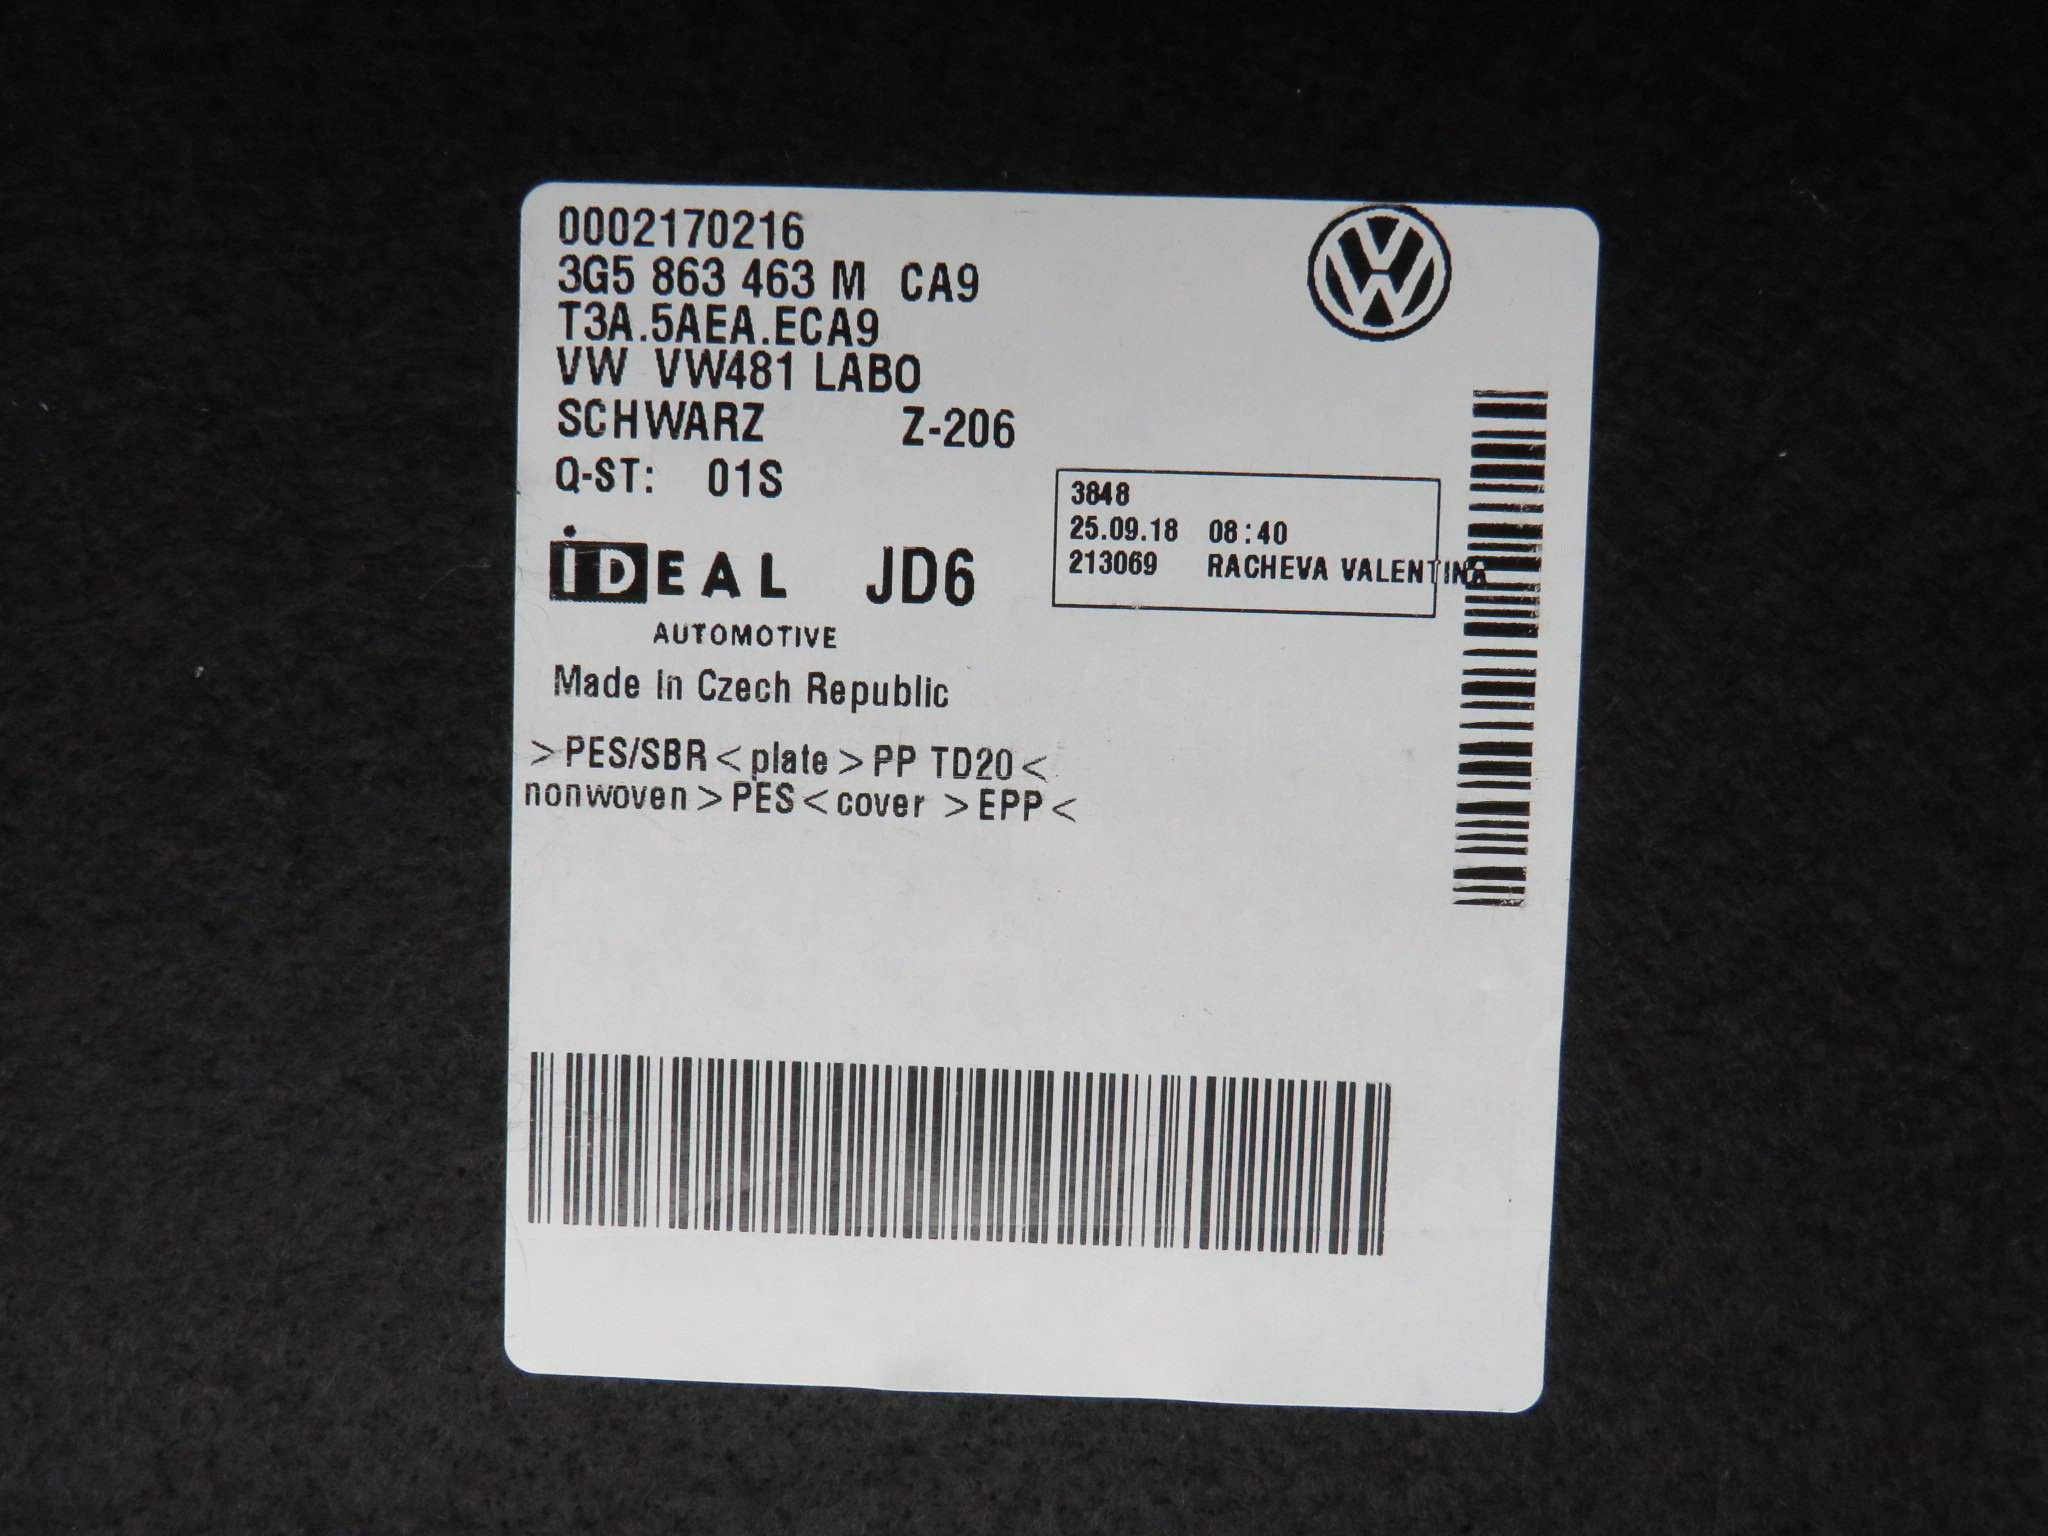 0002170216
3G5 863 463 M CA9
T3A.5AEA.ECA9
VW VW481 LABO
SCHWARZ Z-206
Q-ST: 01S
3848
25.09.18 08:40
213069 RACHEVA VALENTINA
iDEAL JD6
AUTOMOTIVE
Made In Czech Republic
>PES/SBR< plate >PP TD20<
nonwoven >PES< cover >EPP<